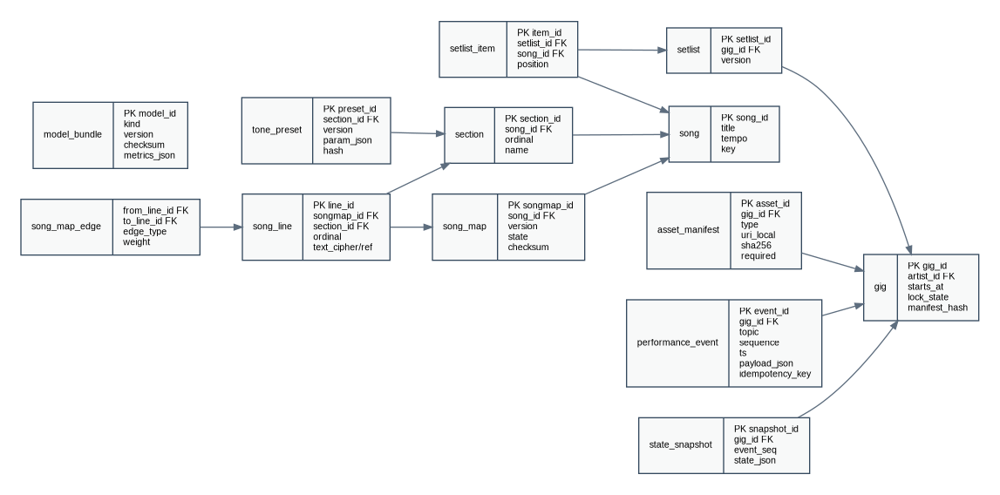 setlist_item
PK item_id
setlist_id FK
song_id FK
position
setlist
PK setlist_id
gig_id FK
version
model_bundle
PK model_id
kind
version
checksum
metrics_json
tone_preset
PK preset_id
section_id FK
version
param_json
hash
section
PK section_id
song_id FK
ordinal
name
song
PK song_id
title
tempo
key
song_map_edge
from_line_id FK
to_line_id FK
edge_type
weight
song_line
PK line_id
songmap_id FK
section_id FK
ordinal
text_cipher/ref
song_map
PK songmap_id
song_id FK
version
state
checksum
asset_manifest
PK asset_id
gig_id FK
type
uri_local
sha256
required
gig
PK gig_id
artist_id FK
starts_at
lock_state
manifest_hash
performance_event
PK event_id
gig_id FK
topic
sequence
ts
payload_json
idempotency_key
state_snapshot
PK snapshot_id
gig_id FK
event_seq
state_json